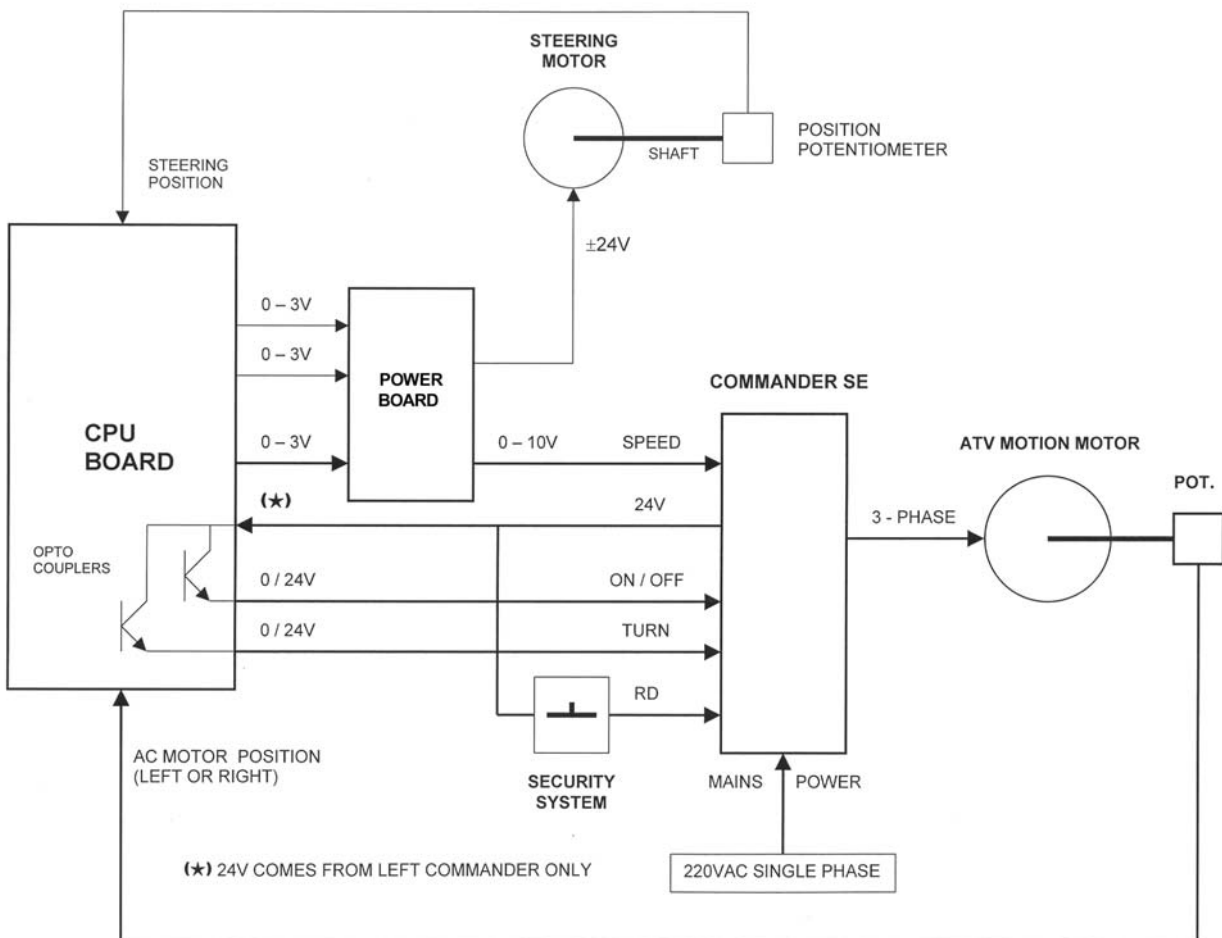 STEERING
MOTOR
SHAFT
POSITION
POTENTIOMETER
STEERING
POSITION
±24V
0 – 3V
0 – 3V
0 – 3V
POWER
BOARD
CPU
BOARD
COMMANDER SE
0 – 10V SPEED
ATV MOTION MOTOR
POT.
(★)
24V
3 - PHASE
OPTO
COUPLERS
0 / 24V ON / OFF
0 / 24V TURN
RD
AC MOTOR POSITION
(LEFT OR RIGHT)
SECURITY
SYSTEM
MAINS POWER
(★) 24V COMES FROM LEFT COMMANDER ONLY
220VAC SINGLE PHASE